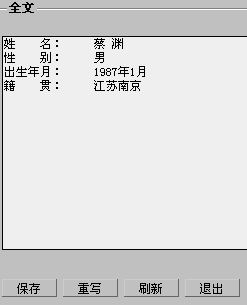 全文
姓 名： 蔡 渊
性 别： 男
出生年月： 1987年1月
籍 贯： 江苏南京
保存 重写 刷新 退出